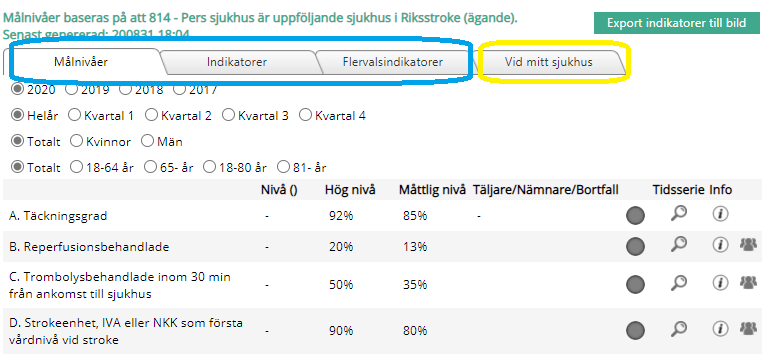 Målnivåer baseras på att 814 - Pers sjukhus är uppföljande sjukhus i Riksstroke (ägande).
Senast genererad: 200831 18:04
Export indikatorer till bild
Målnivåer Indikatorer Flervalsindikatorer Vid mitt sjukhus
2020 2019 2018 2017
Helår Kvartal 1 Kvartal 2 Kvartal 3 Kvartal 4
Totalt Kvinnor Män
Totalt 18-64 år 65- år 18-80 år 81- år
Nivå () Hög nivå Måttlig nivå Täljare/Nämnare/Bortfall Tidsserie Info
A. Täckningsgrad - 92% 85% -
B. Reperfusionsbehandlade - 20% 13%
C. Trombolysbehandlade inom 30 min
från ankomst till sjukhus - 50% 35%
D. Strokeenhet, IVA eller NKK som första
vårdnivå vid stroke - 90% 80%